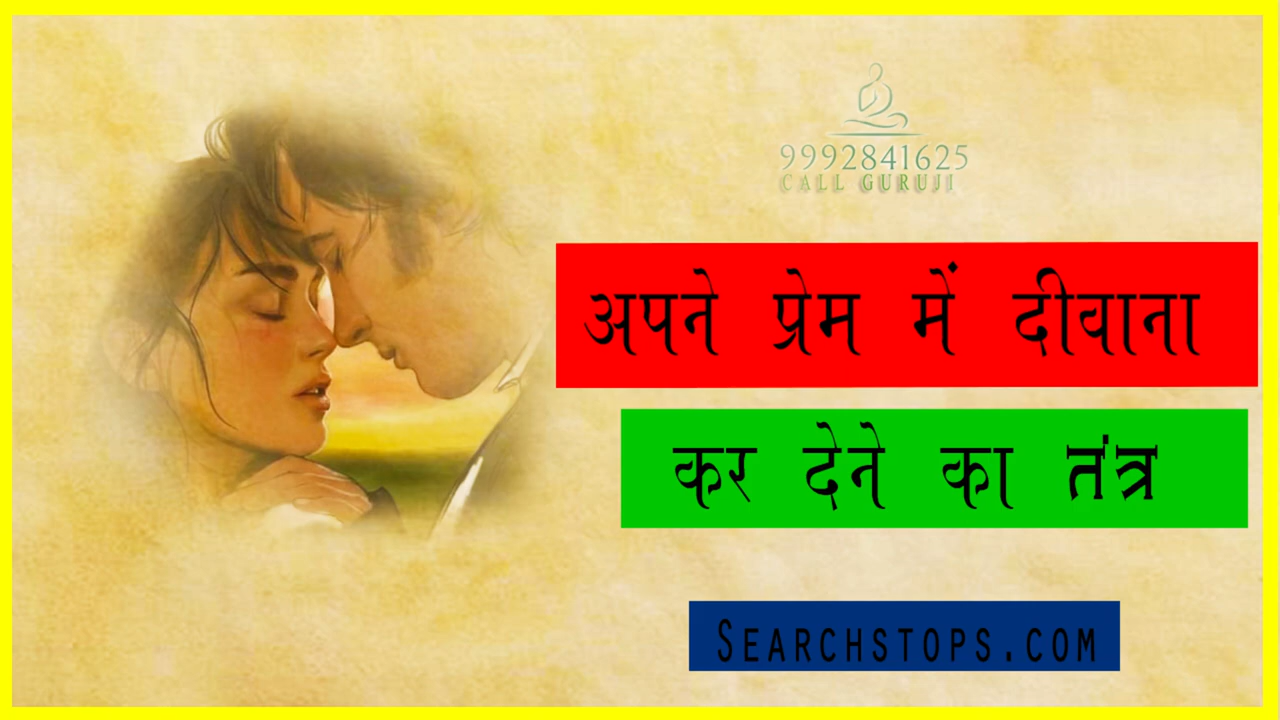 9992841625
CALL GURUJI
अपने प्रेम में दीवाना
कर देने का तंत्र
SEARCHSTOPS.COM